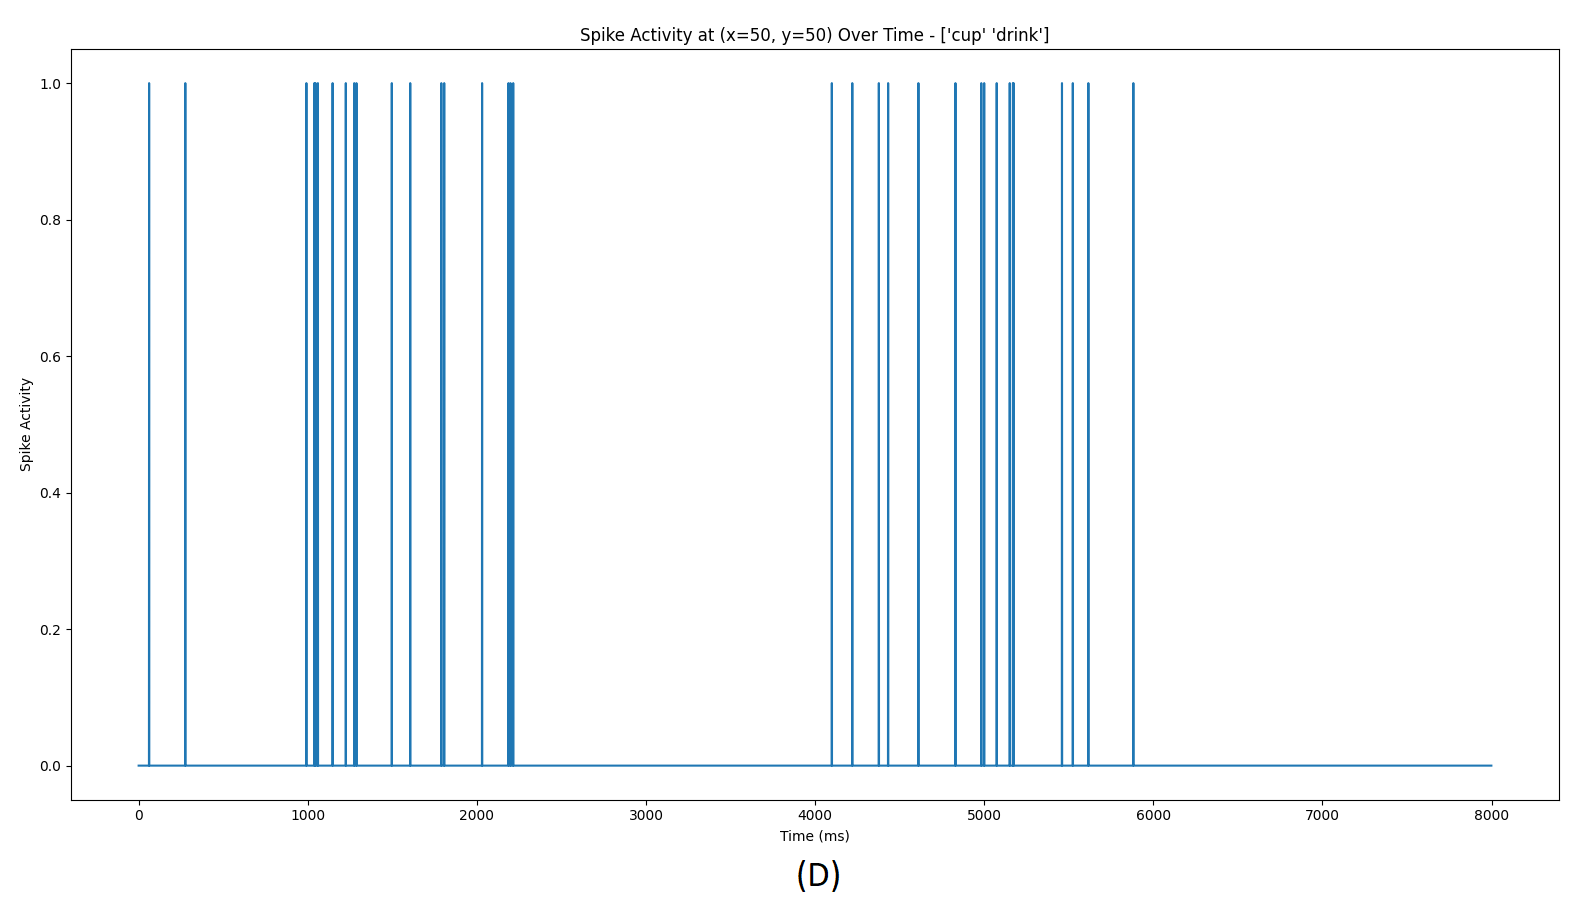 Spike Activity at (x=50, y=50) Over Time - ['cup' 'drink']
1.0
0.8
0.6
0.4
0.2
0.0
Spike Activity
0 1000 2000 3000 4000 5000 6000 7000 8000
Time (ms)
(D)